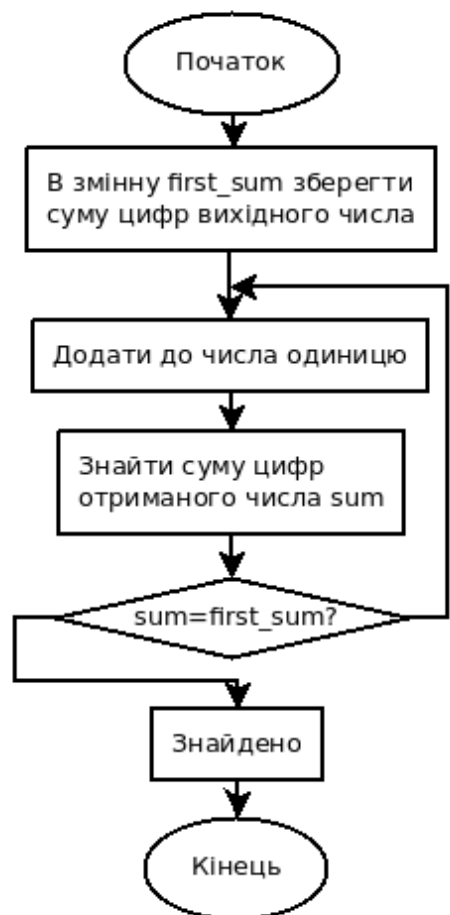 Початок
В змінну first_sum зберегти
суму цифр вихідного числа
Додати до числа одиницю
Знайти суму цифр
отриманого числа sum
sum=first_sum?
Знайдено
Кінець